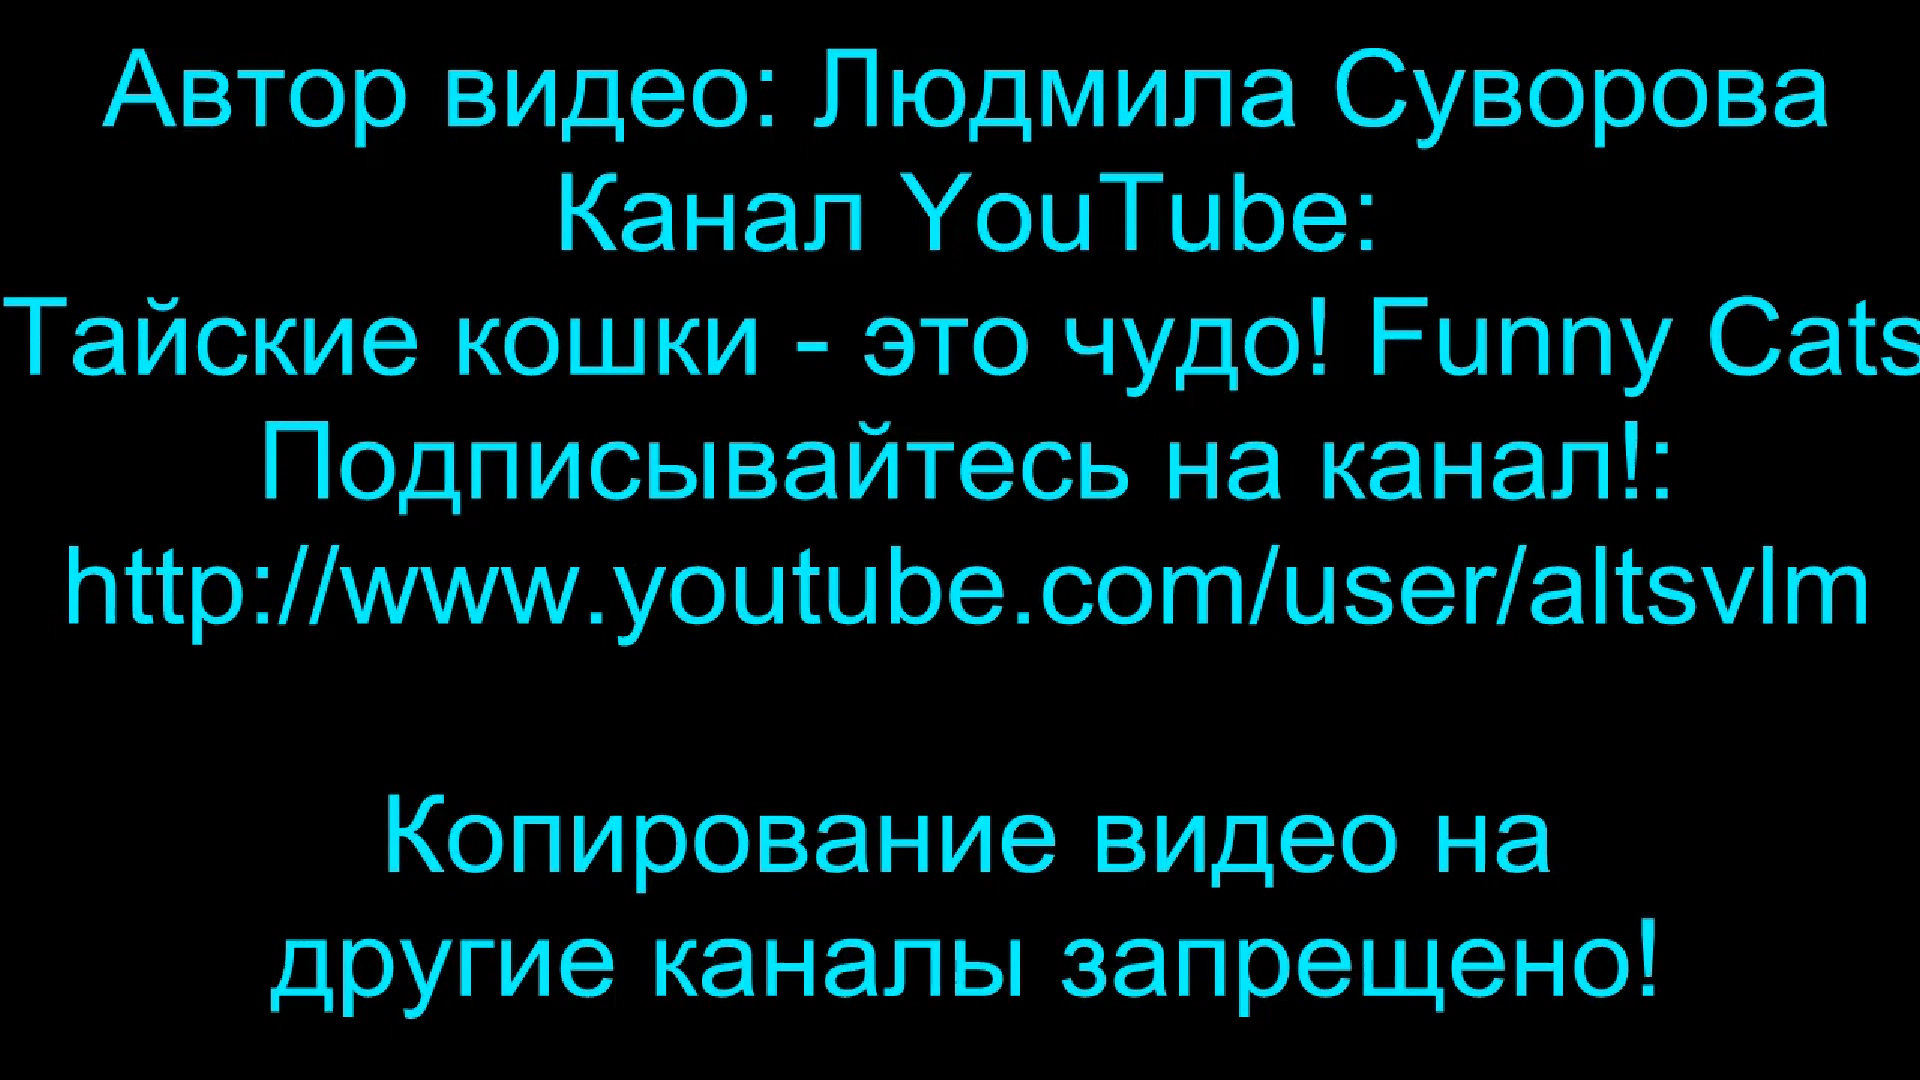 Автор видео: Людмила Суворова
Канал YouTube:
Тайские кошки - это чудо! Funny Cats
Подписывайтесь на канал!:
http://www.youtube.com/user/altsvlm
Копирование видео на
другие каналы запрещено!